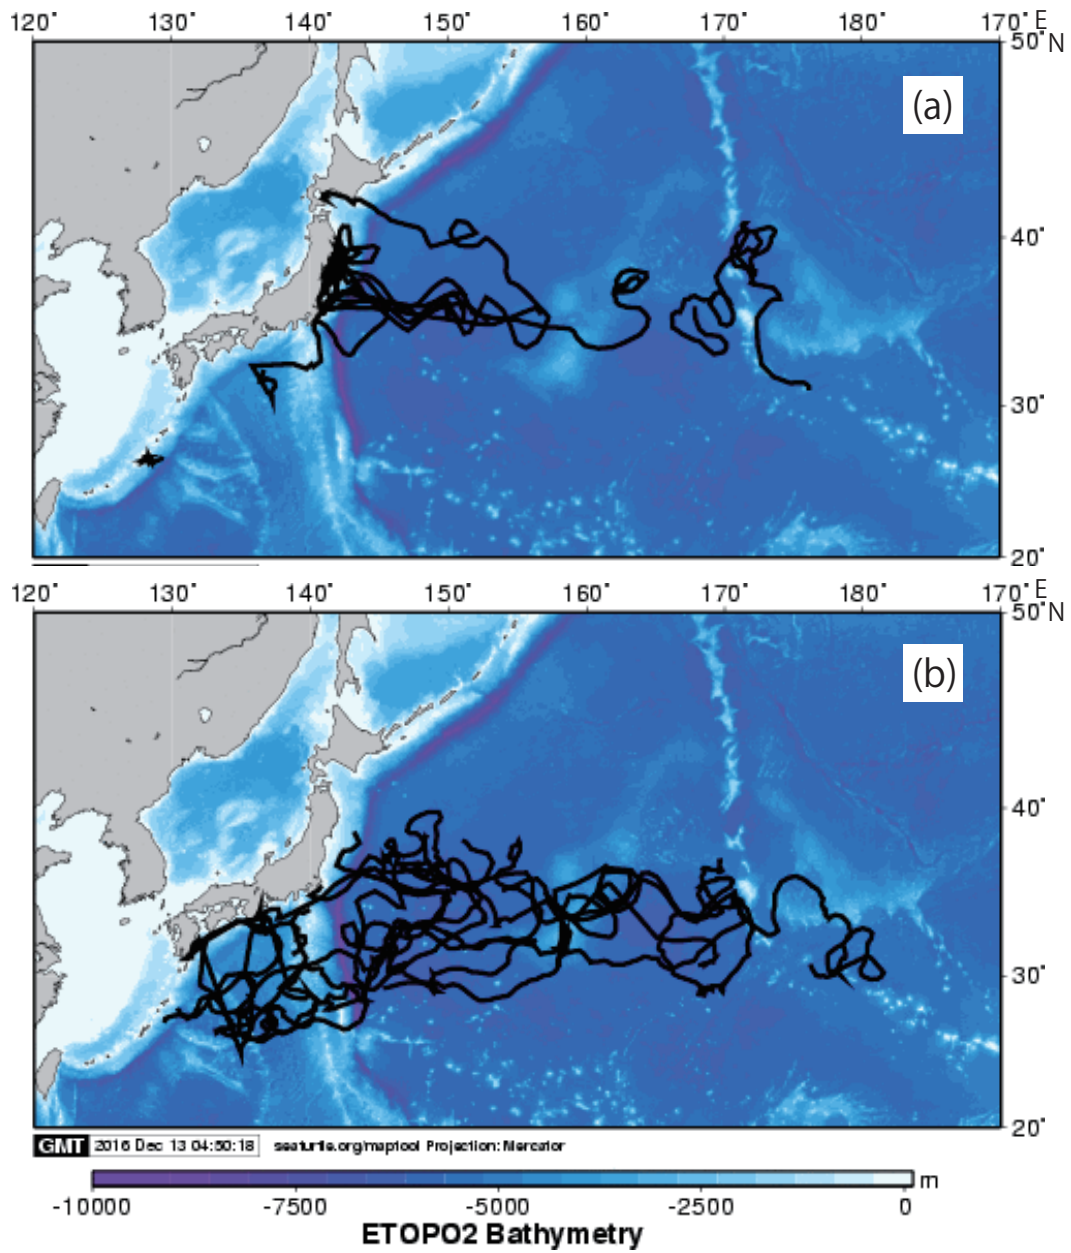 120˚ 130˚ 140˚ 150˚ 160˚ 170˚ 180˚ 170˚ E
50˚ N
(a)
40˚
30˚
20˚
120˚ 130˚ 140˚ 150˚ 160˚ 170˚ 180˚ 170˚ E
50˚ N
(b)
40˚
30˚
20˚
GMT 2016 Dec 13 04:50:18 seaturtle.org/maptool Projection: Mercator
m
-10000 -7500 -5000 -2500 0
ETOPO2 Bathymetry